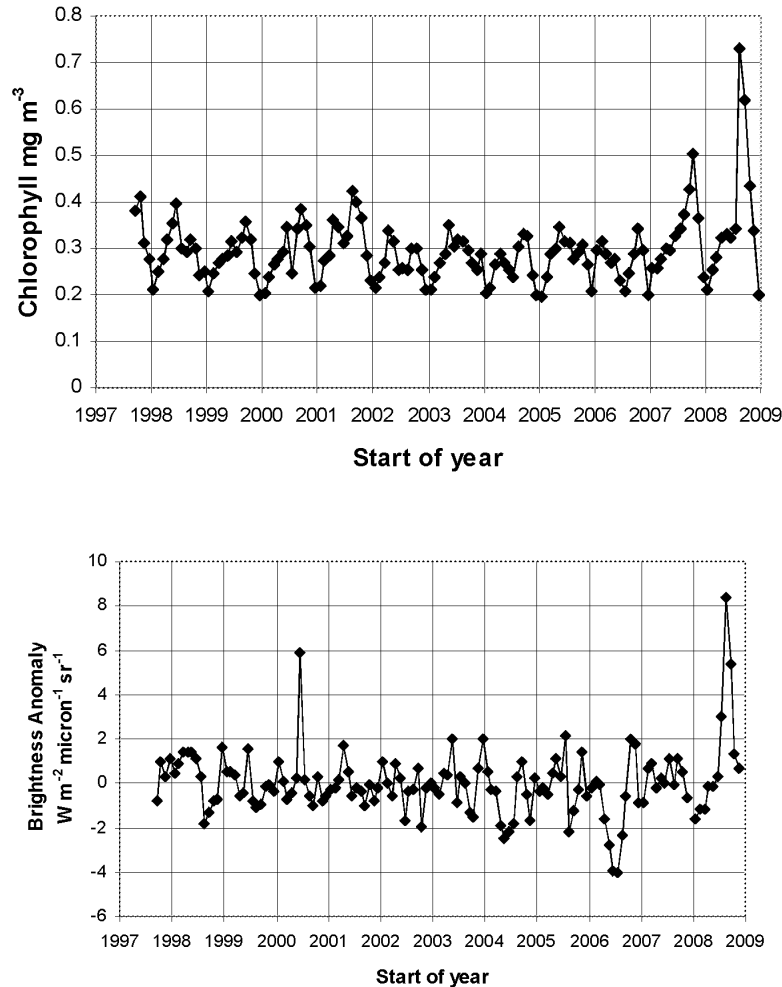 0.8
0.7
0.6
0.5
0.4
0.3
0.2
0.1
0
Chlorophyll mg m⁻³
1997 1998 1999 2000 2001 2002 2003 2004 2005 2006 2007 2008 2009
Start of year
10
8
6
4
2
0
-2
-4
-6
Brightness Anomaly
W m⁻² micron⁻¹ sr⁻¹
1997 1998 1999 2000 2001 2002 2003 2004 2005 2006 2007 2008 2009
Start of year